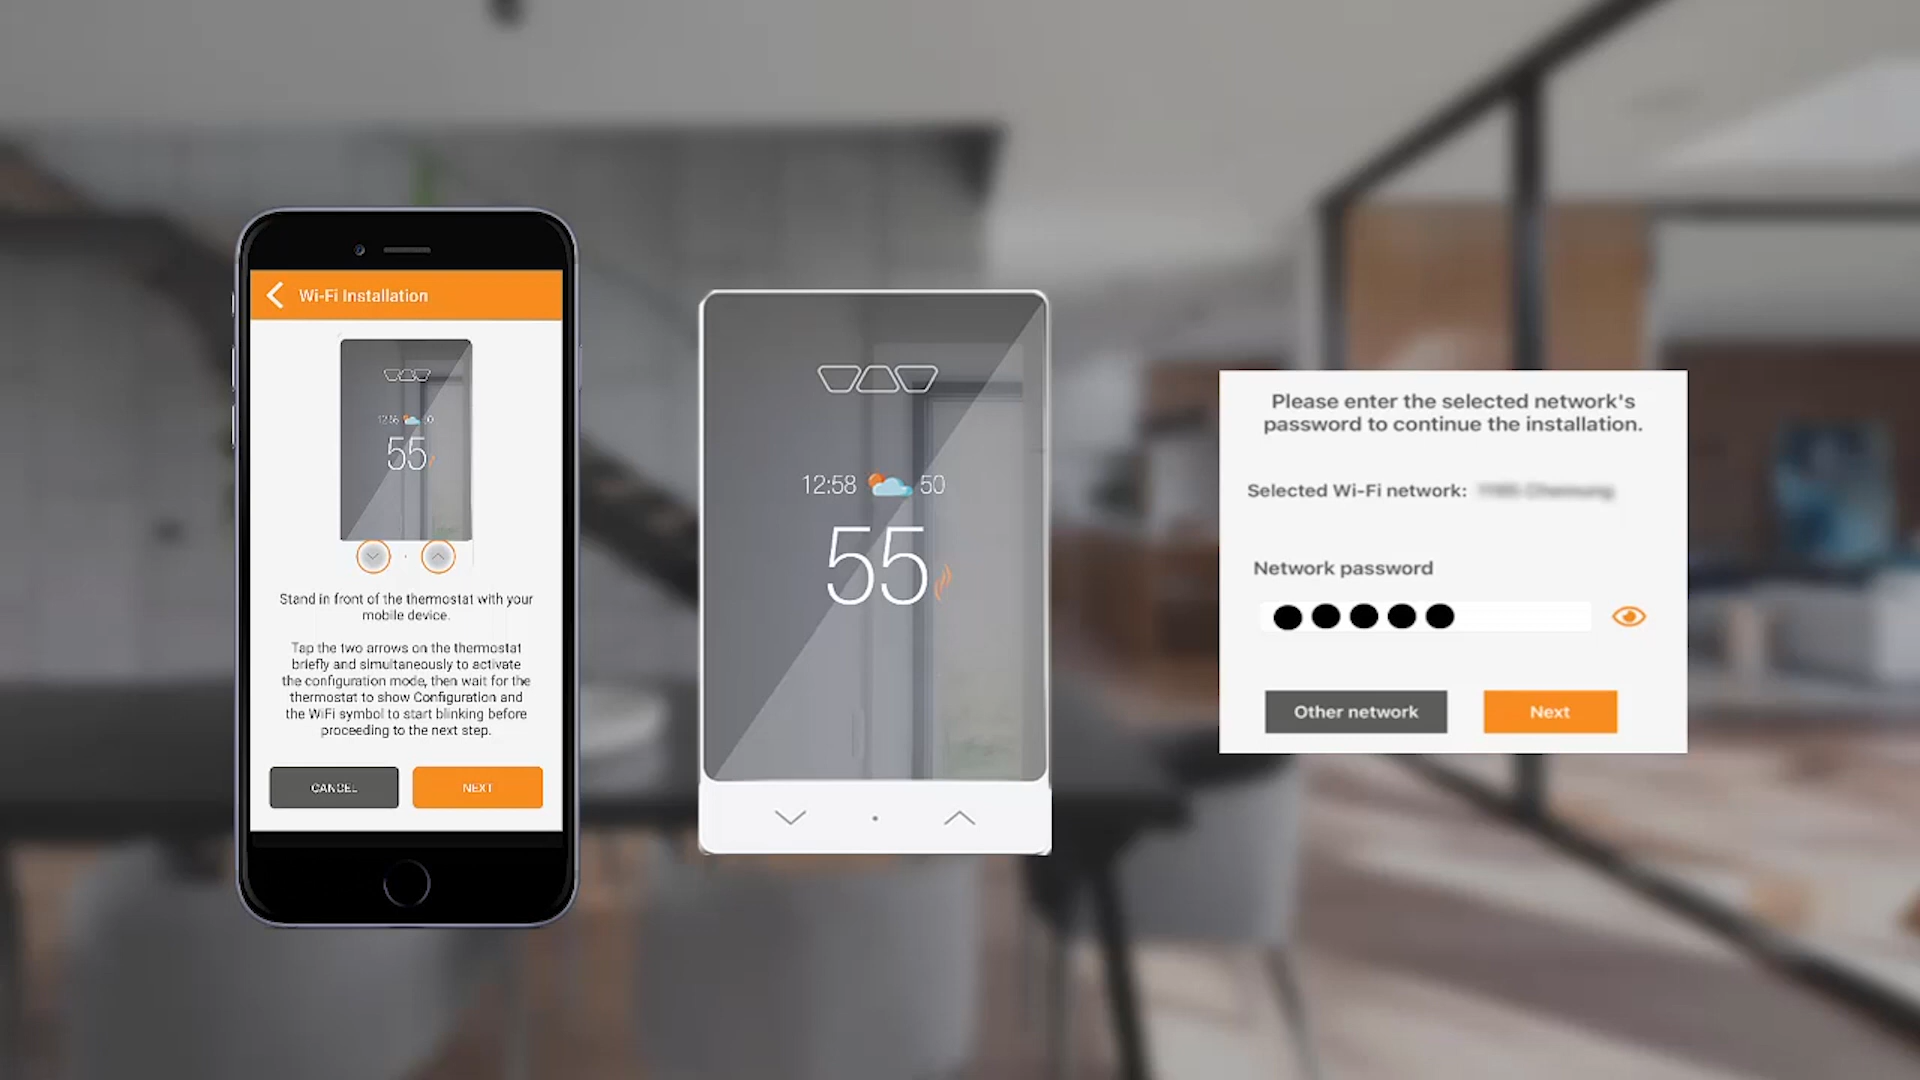 Wi-Fi Installation
12:58 50
55
Stand in front of the thermostat with your
mobile device.
Tap the two arrows on the thermostat
briefly and simultaneously to activate
the configuration mode, then wait for the
thermostat to show Configuration and
the WiFi symbol to start blinking before
proceeding to the next step.
CANCEL NEXT
12:58 50
55
Please enter the selected network's
password to continue the installation.
Selected Wi-Fi network:
Network password
Other network Next